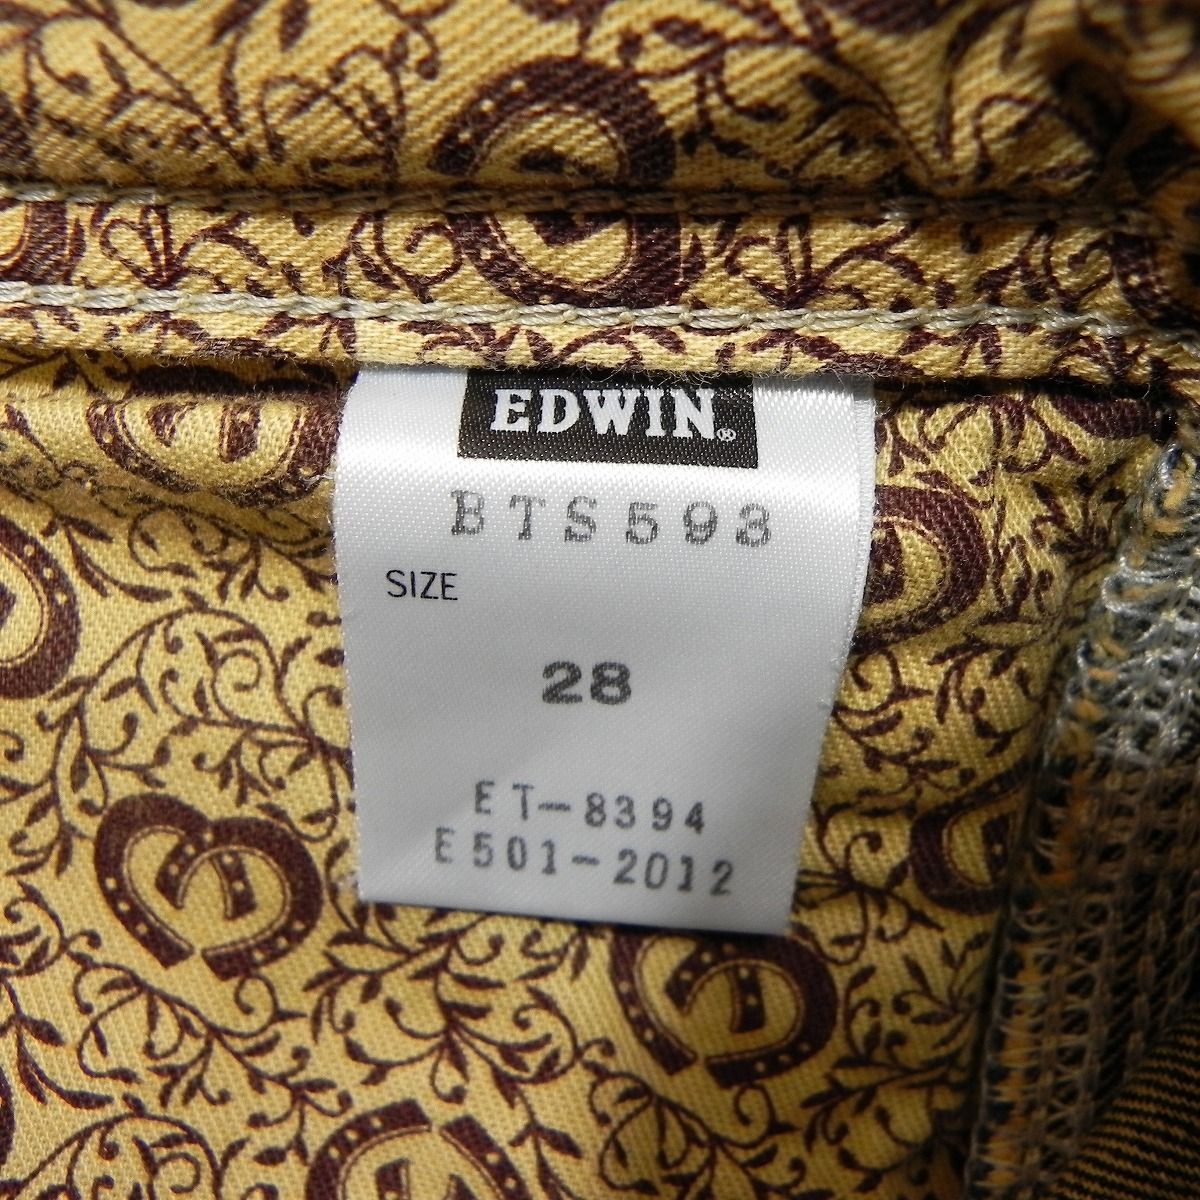 EDWIN®
BTS593
SIZE
28
ET-8394
E501-2012